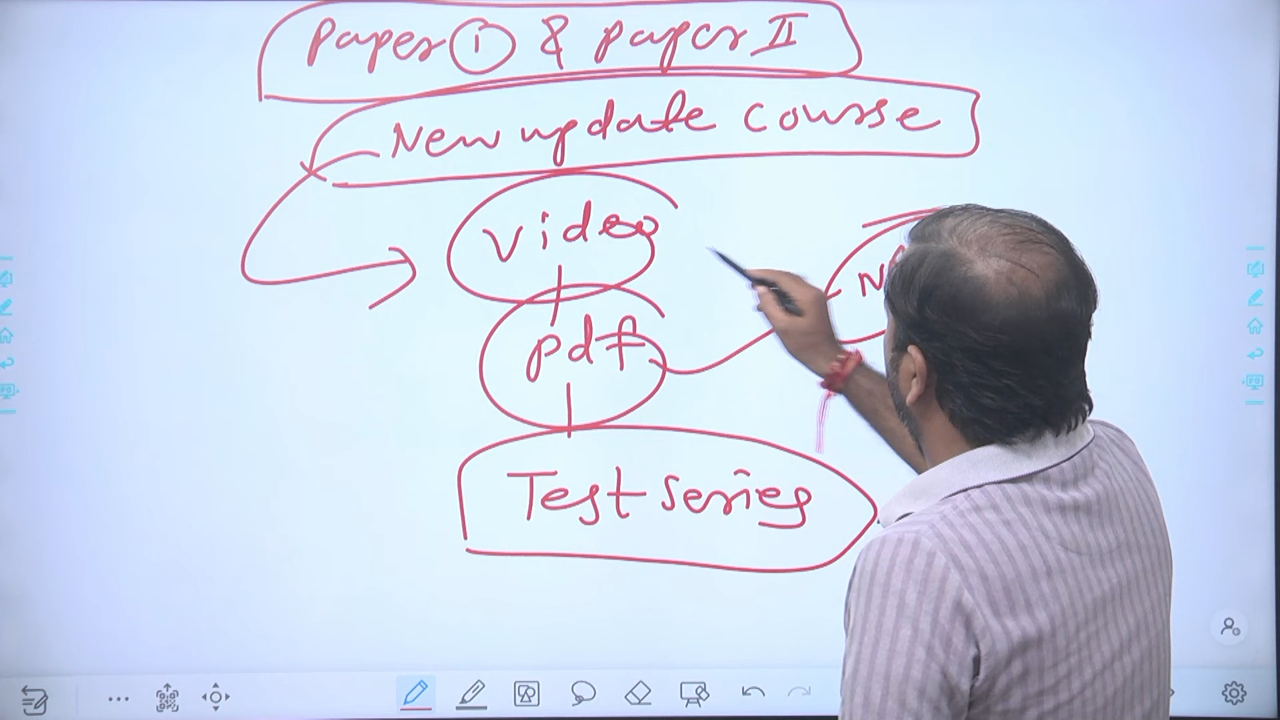 Paper 1 & paper II
New update course
video
pdf
Test series